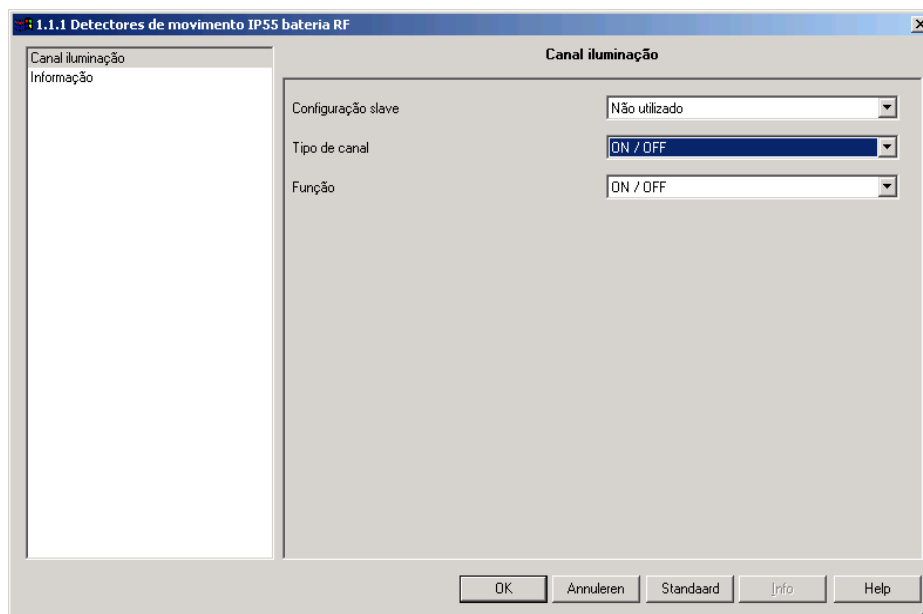 1.1.1 Detectores de movimento IP55 bateria RF
Canal iluminação
Informação
Canal iluminação
Configuração slave
Não utilizado
Tipo de canal
ON / OFF
Função
ON / OFF
OK
Annuleren
Standaard
Info
Help